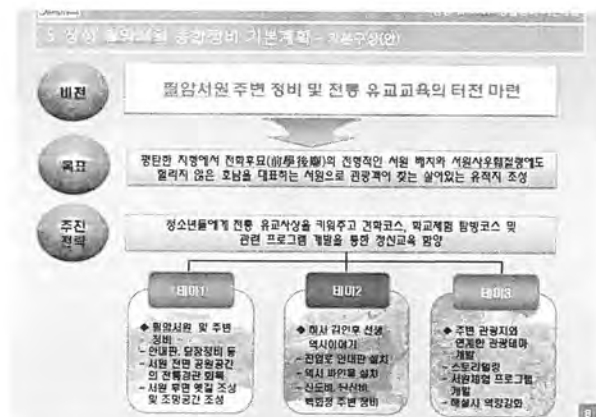 5. 장성 필암서원 종합정비 기본계획 - 기본구상(안)
비전
필암서원 주변 정비 및 전통 유교교육의 터전 마련
목표
평탄한 지형에서 전학후묘(前學後廟)의 전형적인 서원 배치와 서원사우훼철령에도
헐리지 않은 호남을 대표하는 서원으로 관광객이 찾는 살아있는 유적지 조성
추진
전략
청소년들에게 전통 유교사상을 키워주고 견학코스, 학교체험 탐방코스 및
관련 프로그램 개발을 통한 정신교육 함양
테마1
테마2
테마3
◆ 필암서원 및 주변
정비
- 안내판, 담장정비 등
- 서원 전면 공원공간
의 전통경관 회복
- 서원 후면 옛길 조성
및 조망공간 조성
◆ 하서 김인후 선생
역사이야기
- 진입로 안내판 설치
- 역사 파인물 설치
- 신도비, 난산비,
백화정 주변 정비
◆ 주변 관광지와
연계한 관광테마
개발
- 스토리텔링
- 서원체험 프로그램
개발
- 해설사 역량강화